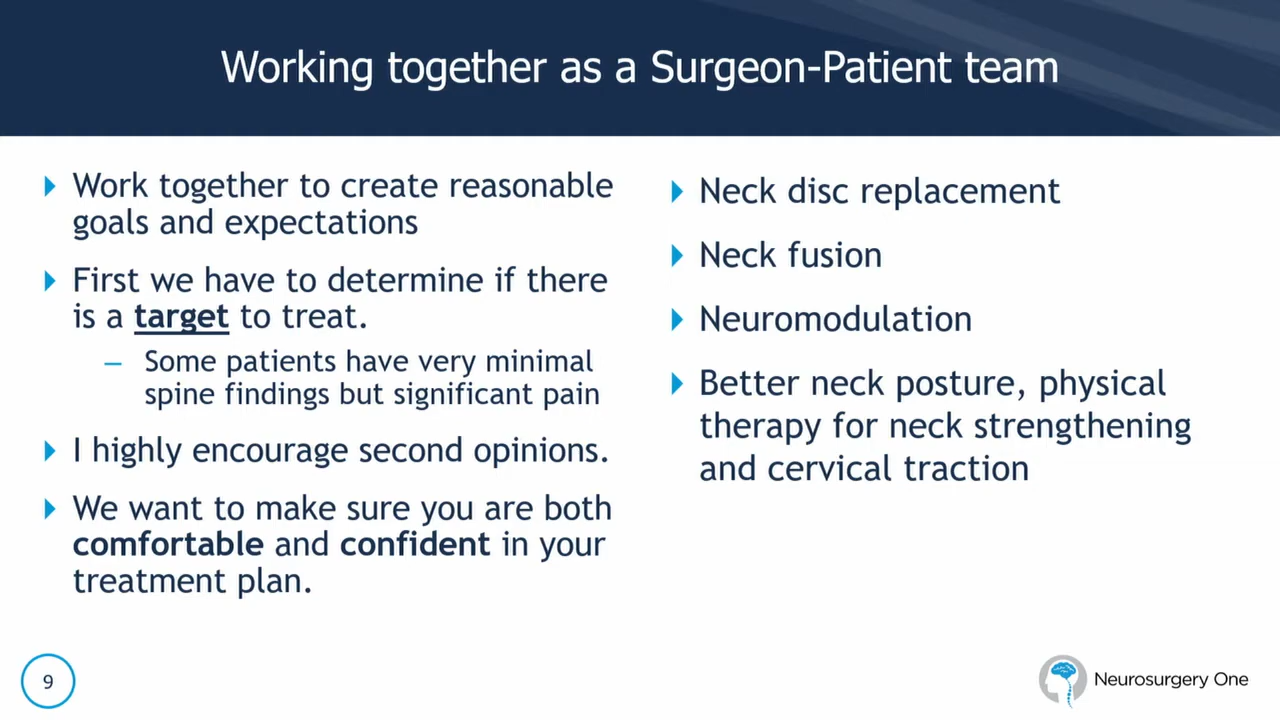 Working together as a Surgeon-Patient team
Work together to create reasonable
goals and expectations
First we have to determine if there
is a target to treat.
– Some patients have very minimal
spine findings but significant pain
I highly encourage second opinions.
We want to make sure you are both
comfortable and confident in your
treatment plan.
Neck disc replacement
Neck fusion
Neuromodulation
Better neck posture, physical
therapy for neck strengthening
and cervical traction
9
Neurosurgery One